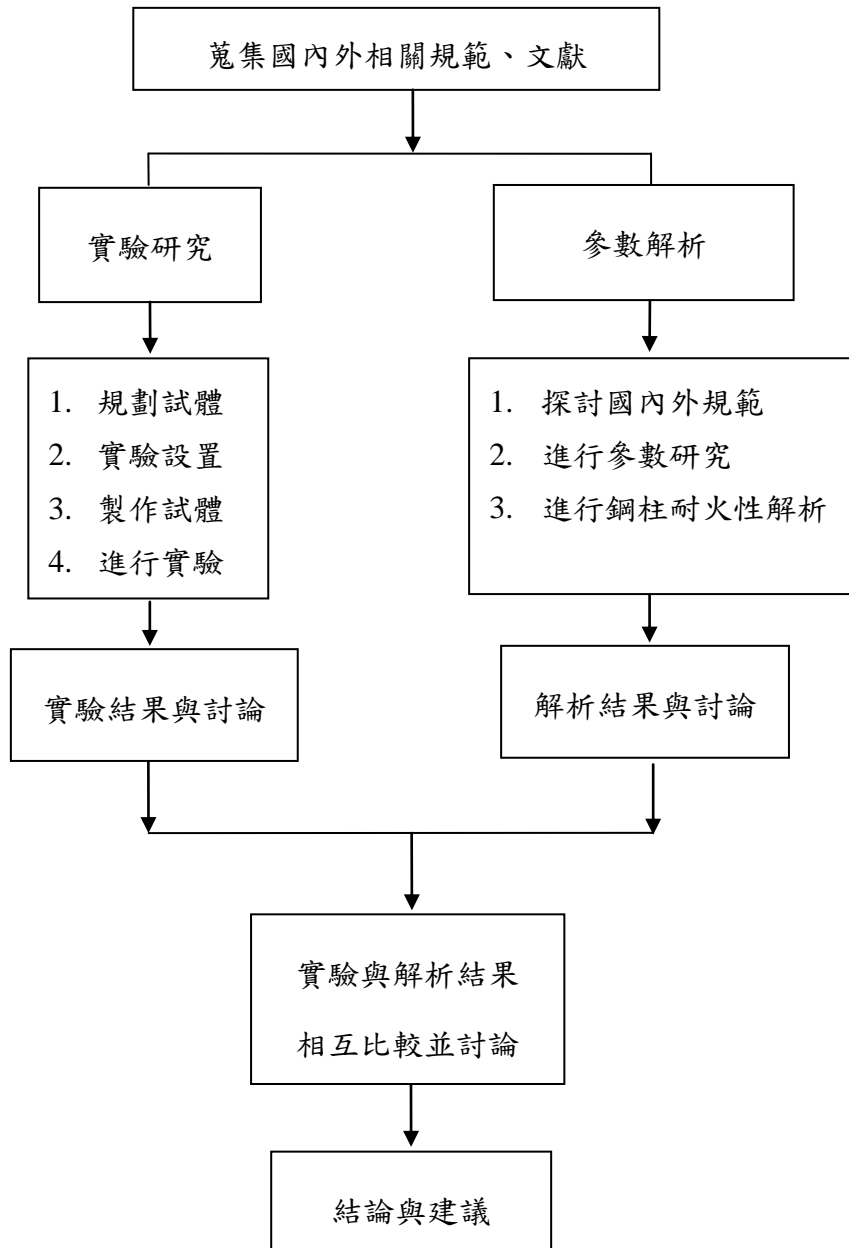 蒐集國內外相關規範、文獻
實驗研究
參數解析
1. 規劃試體
2. 實驗設置
3. 製作試體
4. 進行實驗
1. 探討國內外規範
2. 進行參數研究
3. 進行鋼柱耐火性解析
實驗結果與討論
解析結果與討論
實驗與解析結果
相互比較並討論
結論與建議